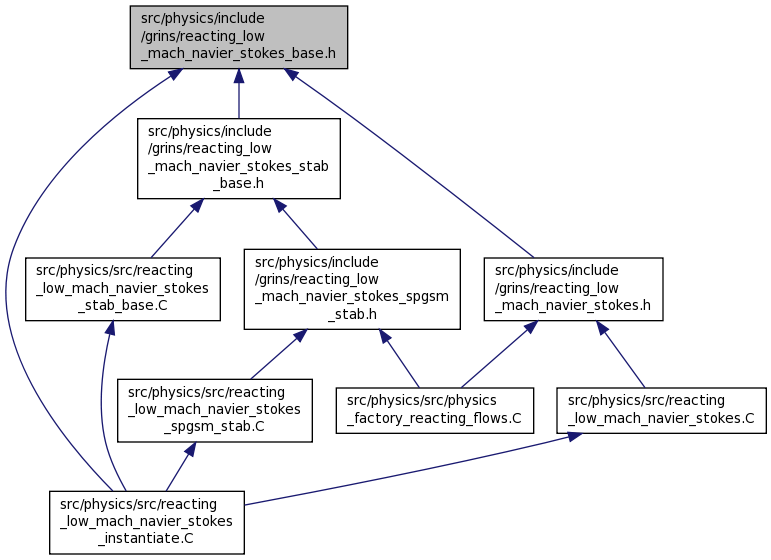 src/physics/include
/grins/reacting_low
_mach_navier_stokes_base.h
src/physics/include
/grins/reacting_low
_mach_navier_stokes_stab
_base.h
src/physics/src/reacting
_low_mach_navier_stokes
_stab_base.C
src/physics/include
/grins/reacting_low
_mach_navier_stokes_spgsm
_stab.h
src/physics/include
/grins/reacting_low
_mach_navier_stokes.h
src/physics/src/reacting
_low_mach_navier_stokes
_spgsm_stab.C
src/physics/src/physics
_factory_reacting_flows.C
src/physics/src/reacting
_low_mach_navier_stokes.C
src/physics/src/reacting
_low_mach_navier_stokes
_instantiate.C